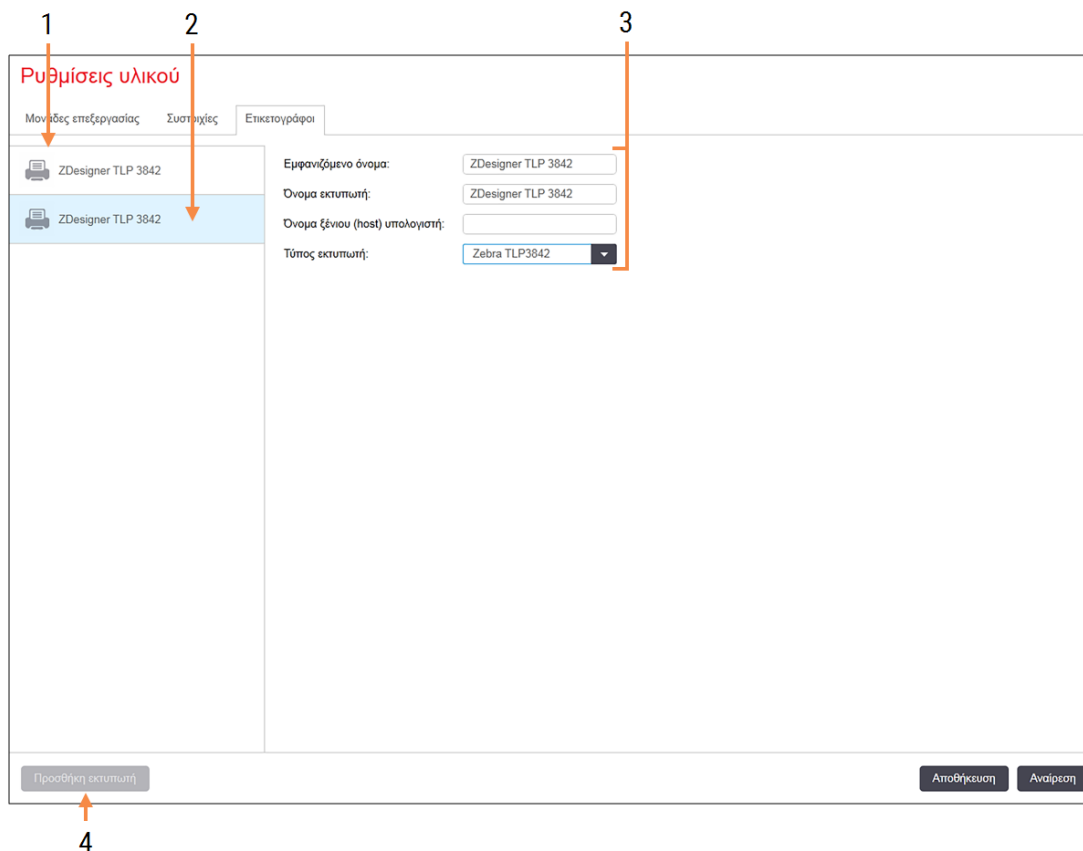 1
2
3
Ρυθμίσεις υλικού
Μονάδες επεξεργασίας Συστοιχίες Ετικετογράφοι
ZDesigner TLP 3842
ZDesigner TLP 3842
Εμφανιζόμενο όνομα: ZDesigner TLP 3842
Όνομα εκτυπωτή: ZDesigner TLP 3842
Όνομα ξένιου (host) υπολογιστή:
Τύπος εκτυπωτή: Zebra TLP3842
Προσθήκη εκτυπωτή
Αποθήκευση Αναίρεση
4